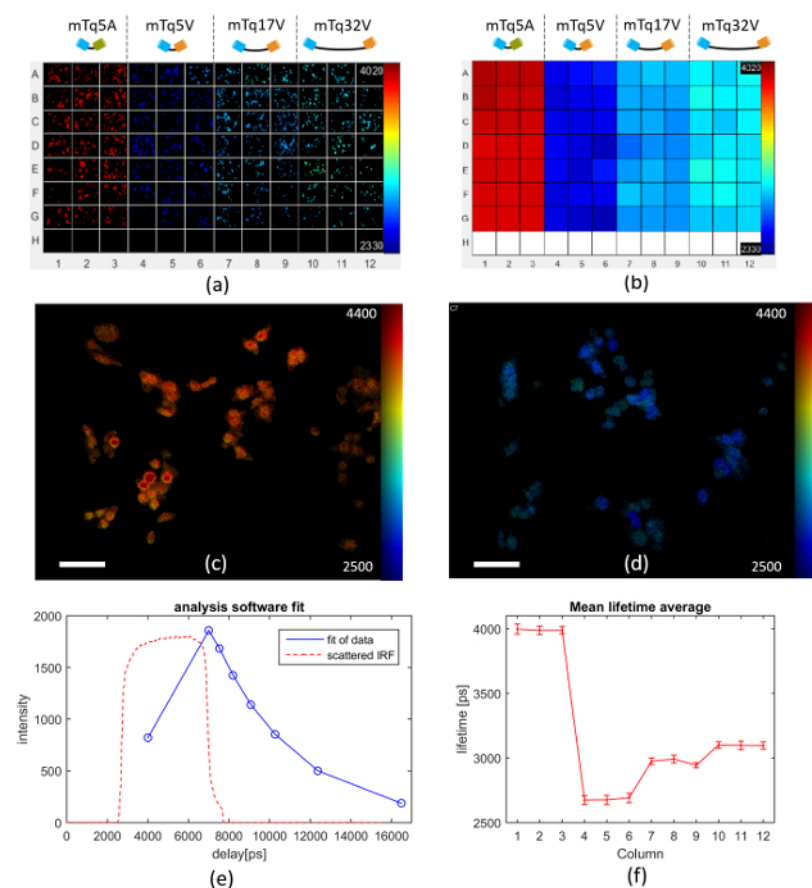 mTq5A mTq5V mTq17V mTq32V
4020
A
B
C
D
E
F
G
H
2330
1 2 3 4 5 6 7 8 9 10 11 12
(a)
mTq5A mTq5V mTq17V mTq32V
4020
A
B
C
D
E
F
G
H
2330
1 2 3 4 5 6 7 8 9 10 11 12
(b)
4400
(c)
2500
C7
4400
(d)
2500
analysis software fit
2000
1500
1000
500
0
intensity
fit of data
scattered IRF
0 2000 4000 6000 8000 10000 12000 14000 16000
delay[ps]
(e)
Mean lifetime average
4000
3500
3000
2500
lifetime [ps]
1 2 3 4 5 6 7 8 9 10 11 12
Column
(f)